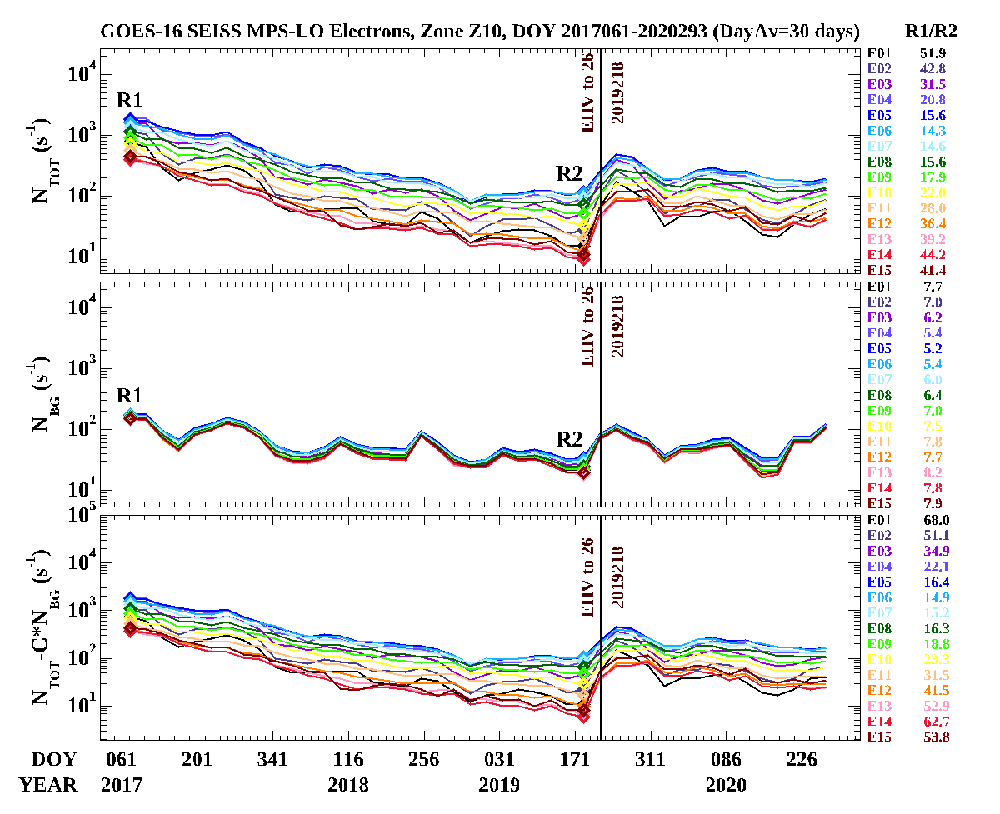 GOES-16 SEISS MPS-LO Electrons, Zone Z10, DOY 2017061-2020293 (DayAv=30 days)
R1/R2
N_TOT (s^-1)
10^4
10^3
10^2
10^1
R1
R2
EHV to 26
2019218
E01 51.9
E02 42.8
E03 31.5
E04 20.8
E05 15.6
E06 14.3
E07 14.6
E08 15.6
E09 17.9
E10 22.0
E11 28.0
E12 36.4
E13 39.2
E14 44.2
E15 41.4
N_BG (s^-1)
10^4
10^3
10^2
10^1
R1
R2
EHV to 26
2019218
E01 7.7
E02 7.0
E03 6.2
E04 5.4
E05 5.2
E06 5.4
E07 6.0
E08 6.4
E09 7.0
E10 7.5
E11 7.8
E12 7.7
E13 8.2
E14 7.8
E15 7.9
N_TOT-C*N_BG (s^-1)
10^5
10^4
10^3
10^2
10^1
EHV to 26
2019218
E01 68.0
E02 51.1
E03 34.9
E04 22.1
E05 16.4
E06 14.9
E07 15.2
E08 16.3
E09 18.8
E10 23.3
E11 31.5
E12 41.5
E13 52.9
E14 62.7
E15 53.8
DOY 061 201 341 116 256 031 171 311 086 226
YEAR 2017 2018 2019 2020